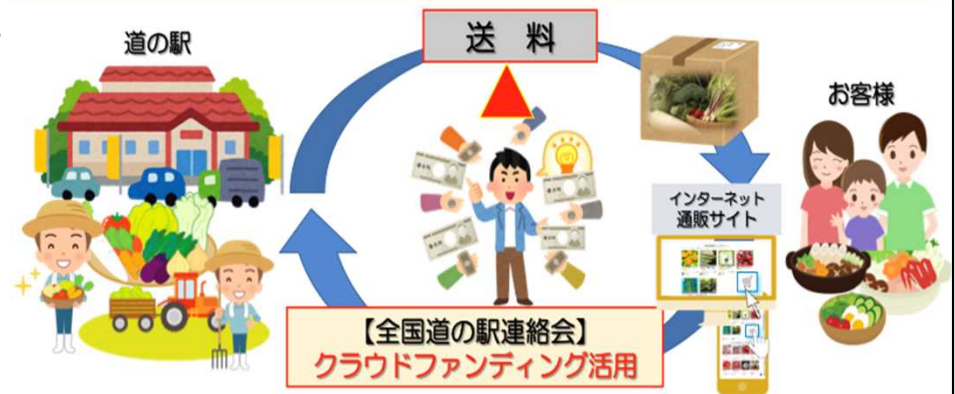 道の駅
送 料
お客様
インターネット
通販サイト
【全国道の駅連絡会】
クラウドファンディング活用